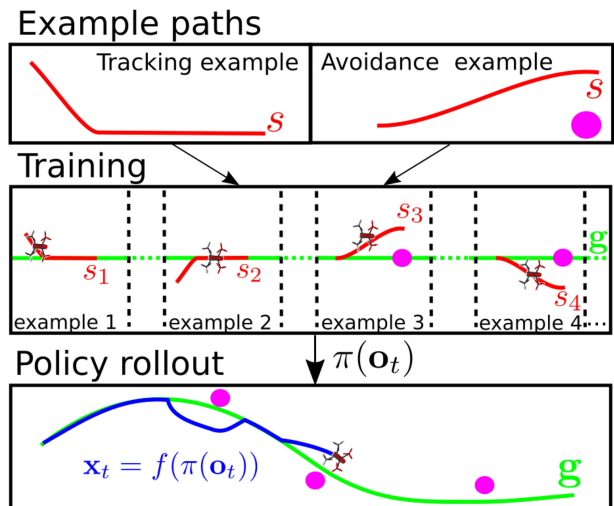 Example paths
Tracking example
Avoidance example
s
s
Training
s₁
s₂
s₃
s₄
g
example 1
example 2
example 3
example 4
...
π(oₜ)
Policy rollout
xₜ = f(π(oₜ))
g